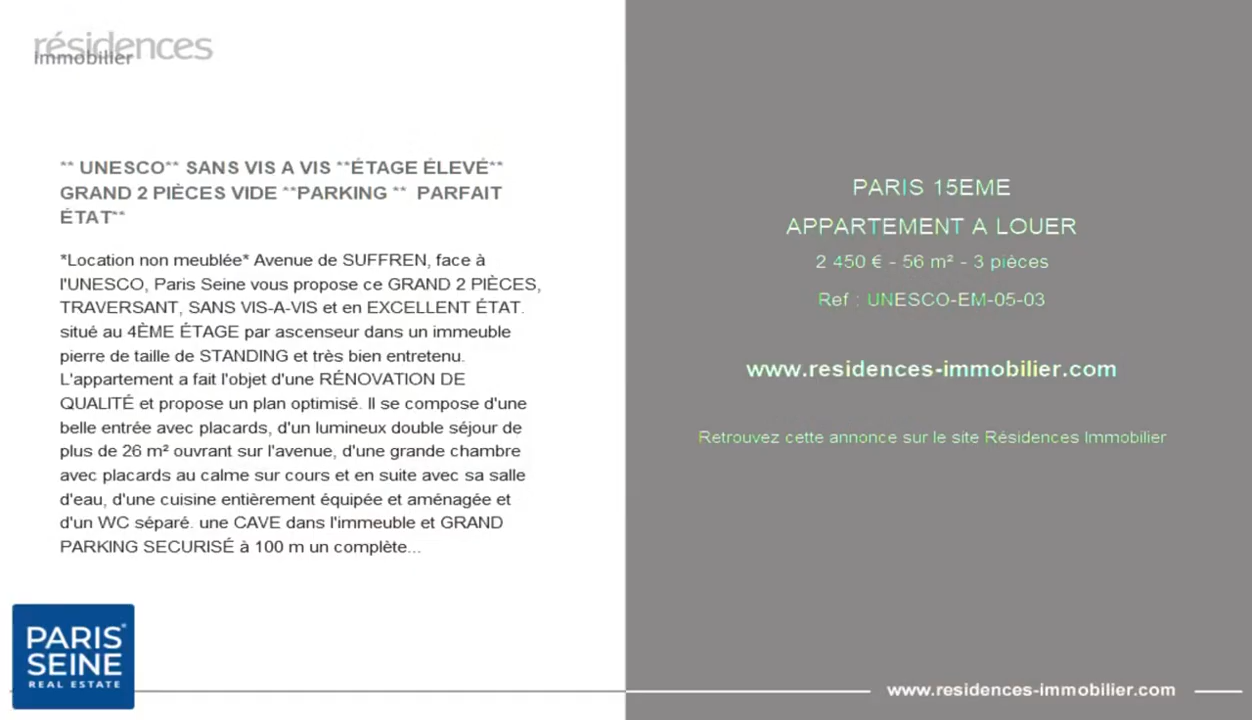 résidences
immobilier
** UNESCO** SANS VIS A VIS **ÉTAGE ÉLEVÉ**
GRAND 2 PIÈCES VIDE **PARKING ** PARFAIT
ÉTAT**
*Location non meublée* Avenue de SUFFREN, face à
l'UNESCO, Paris Seine vous propose ce GRAND 2 PIÈCES,
TRAVERSANT, SANS VIS-A-VIS et en EXCELLENT ÉTAT.
situé au 4ÈME ÉTAGE par ascenseur dans un immeuble
pierre de taille de STANDING et très bien entretenu.
L'appartement a fait l'objet d'une RÉNOVATION DE
QUALITÉ et propose un plan optimisé. Il se compose d'une
belle entrée avec placards, d'un lumineux double séjour de
plus de 26 m² ouvrant sur l'avenue, d'une grande chambre
avec placards au calme sur cours et en suite avec sa salle
d'eau, d'une cuisine entièrement équipée et aménagée et
d'un WC séparé. une CAVE dans l'immeuble et GRAND
PARKING SECURISÉ à 100 m un complète...
PARIS 15EME
APPARTEMENT A LOUER
2 450 € - 56 m² - 3 pièces
Ref : UNESCO-EM-05-03
www.residences-immobilier.com
Retrouvez cette annonce sur le site Résidences Immobilier
PARIS
SEINE
REAL ESTATE
www.residences-immobilier.com